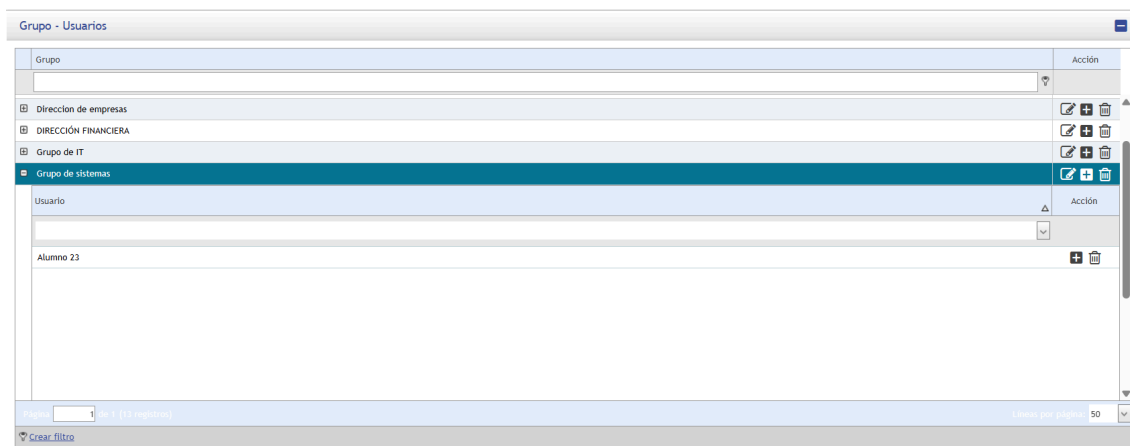 Grupo - Usuarios
Grupo Acción
Direccion de empresas
DIRECCIÓN FINANCIERA
Grupo de IT
Grupo de sistemas
Usuario Acción
Alumno 23
Página 1 de 1 (13 registros) Líneas por página: 50
Crear filtro